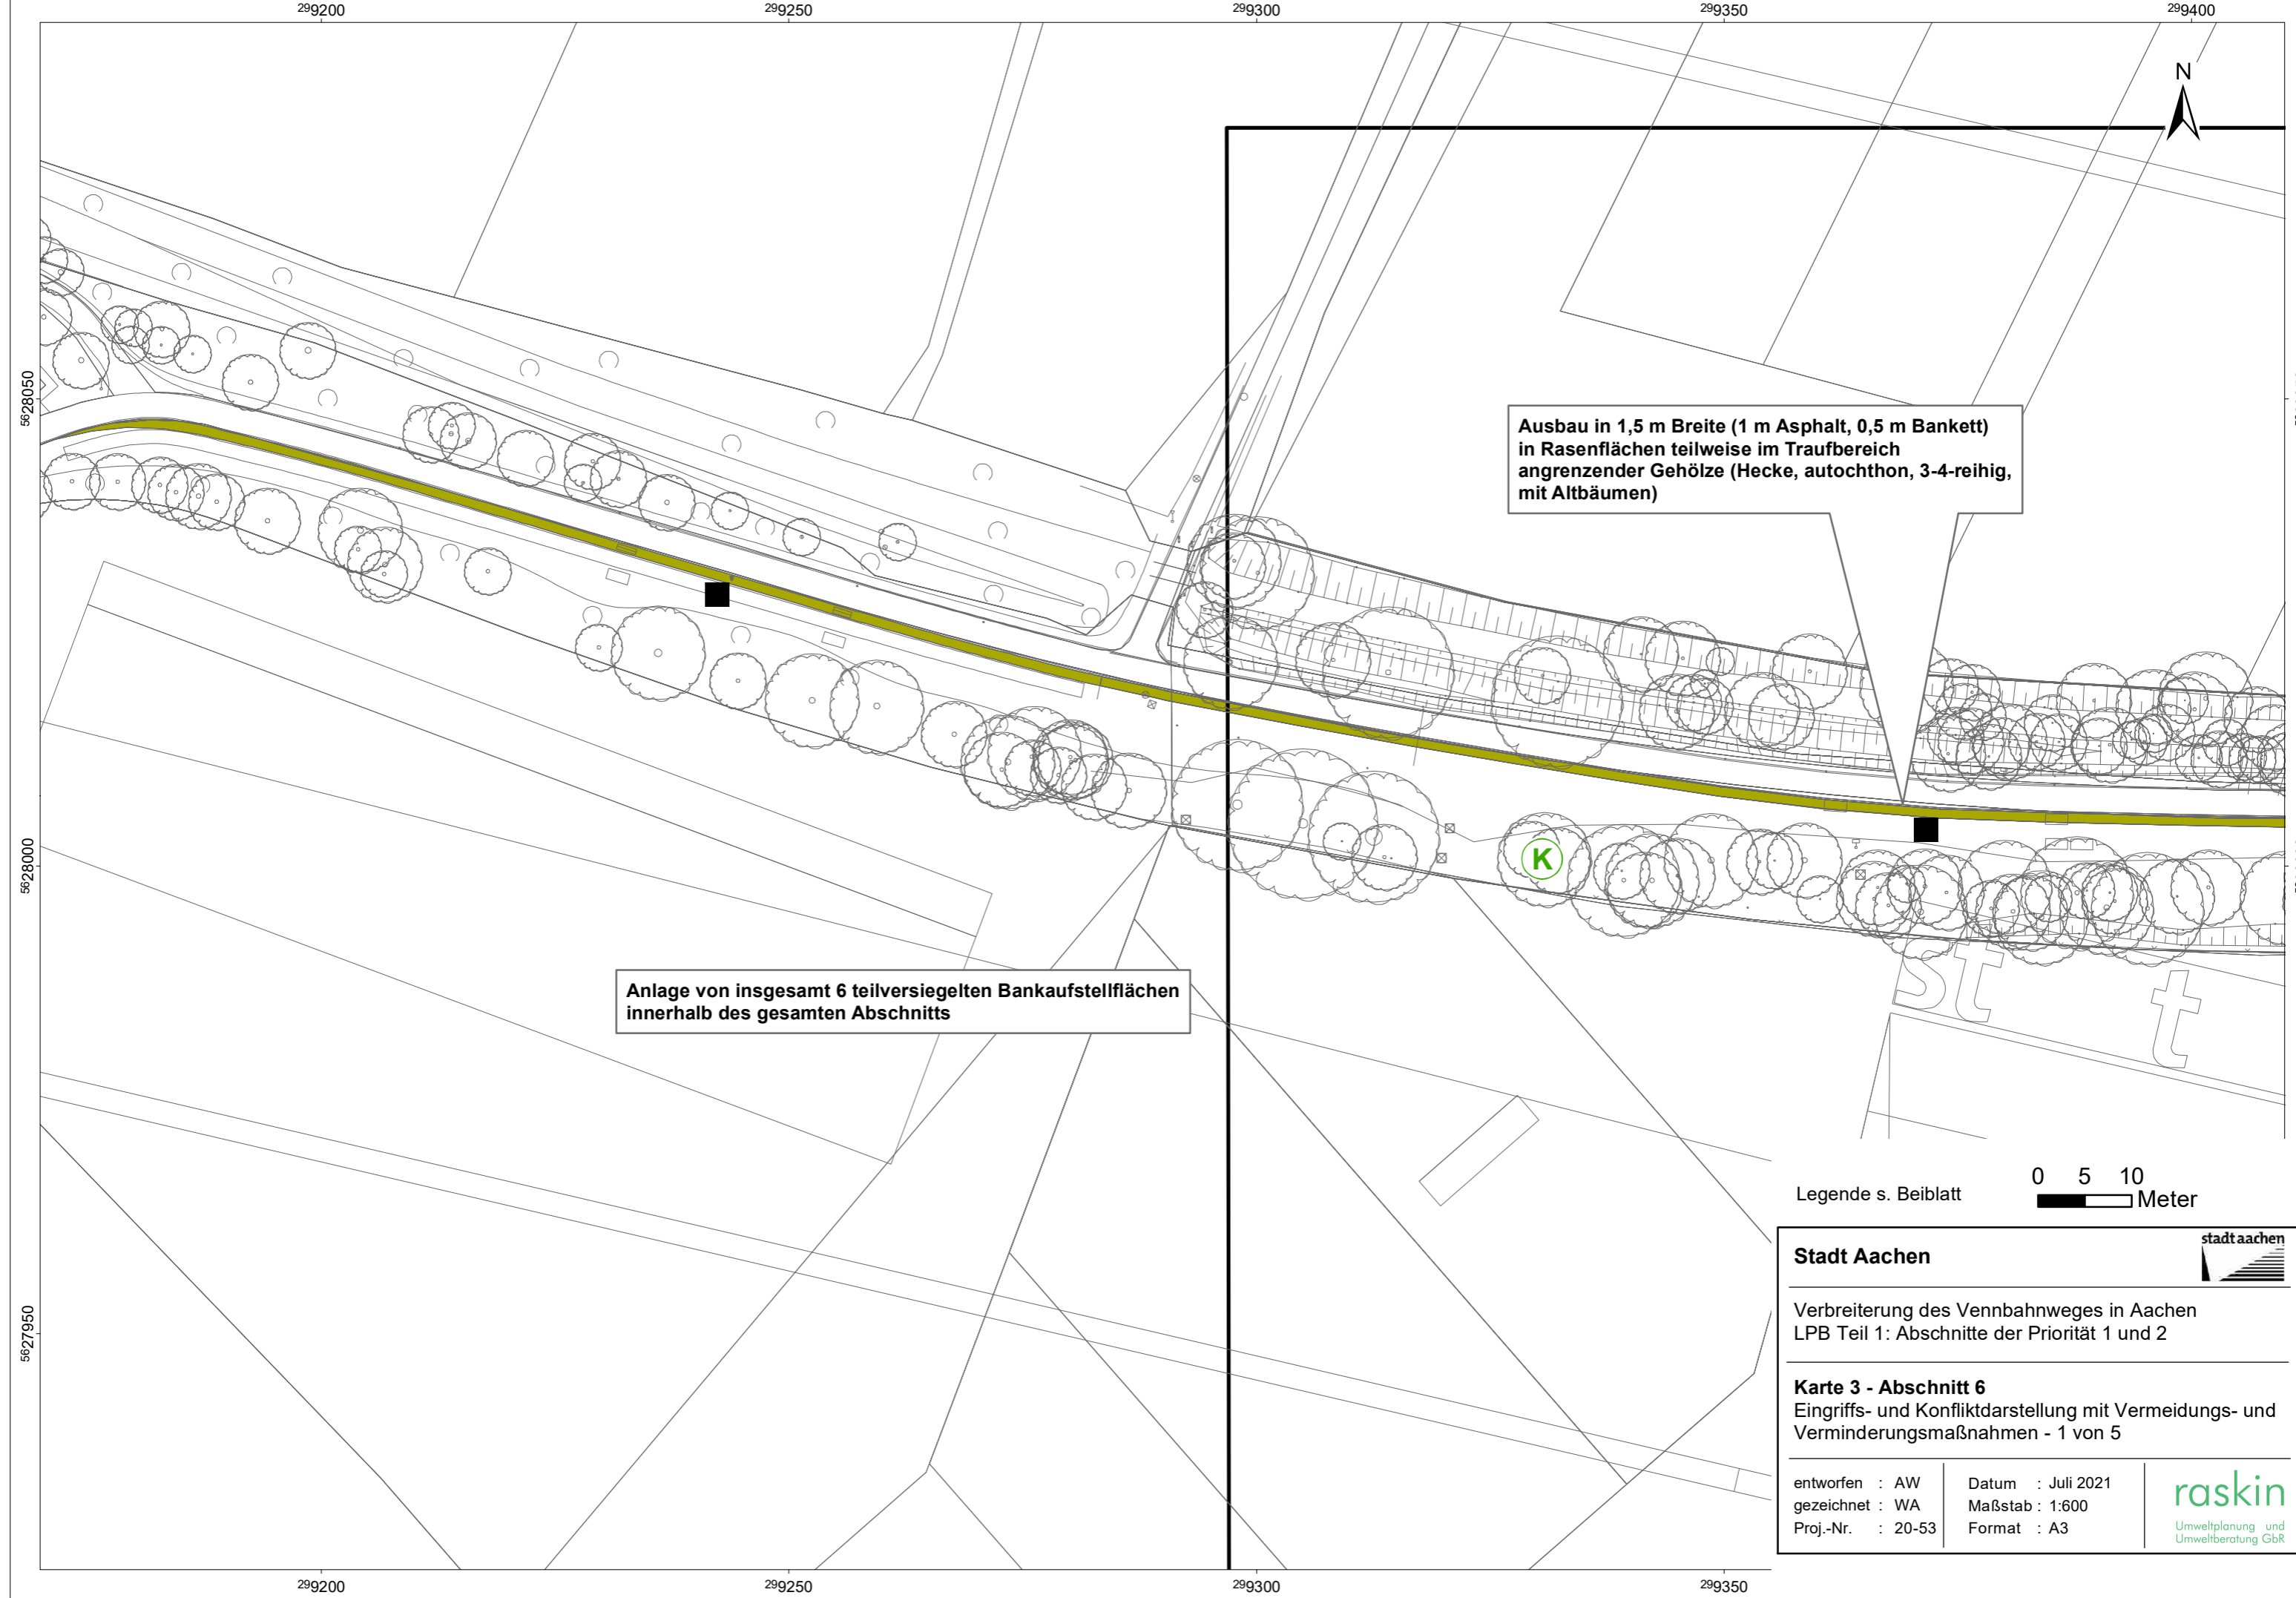 299200 299250 299300 299350 299400
N
5628050
5628000
5627950
Ausbau in 1,5 m Breite (1 m Asphalt, 0,5 m Bankett)
in Rasenflächen teilweise im Traufbereich
angrenzender Gehölze (Hecke, autochthon, 3-4-reihig,
mit Altbäumen)
K
st t
Anlage von insgesamt 6 teilversiegelten Bankaufstellflächen
innerhalb des gesamten Abschnitts
Legende s. Beiblatt
0 5 10
Meter
Stadt Aachen
stadt aachen
Verbreiterung des Vennbahnweges in Aachen
LPB Teil 1: Abschnitte der Priorität 1 und 2
Karte 3 - Abschnitt 6
Eingriffs- und Konfliktdarstellung mit Vermeidungs- und
Verminderungsmaßnahmen - 1 von 5
entworfen : AW
gezeichnet : WA
Proj.-Nr. : 20-53
Datum : Juli 2021
Maßstab : 1:600
Format : A3
raskin
Umweltplanung und
Umweltberatung GbR
299200 299250 299300 299350